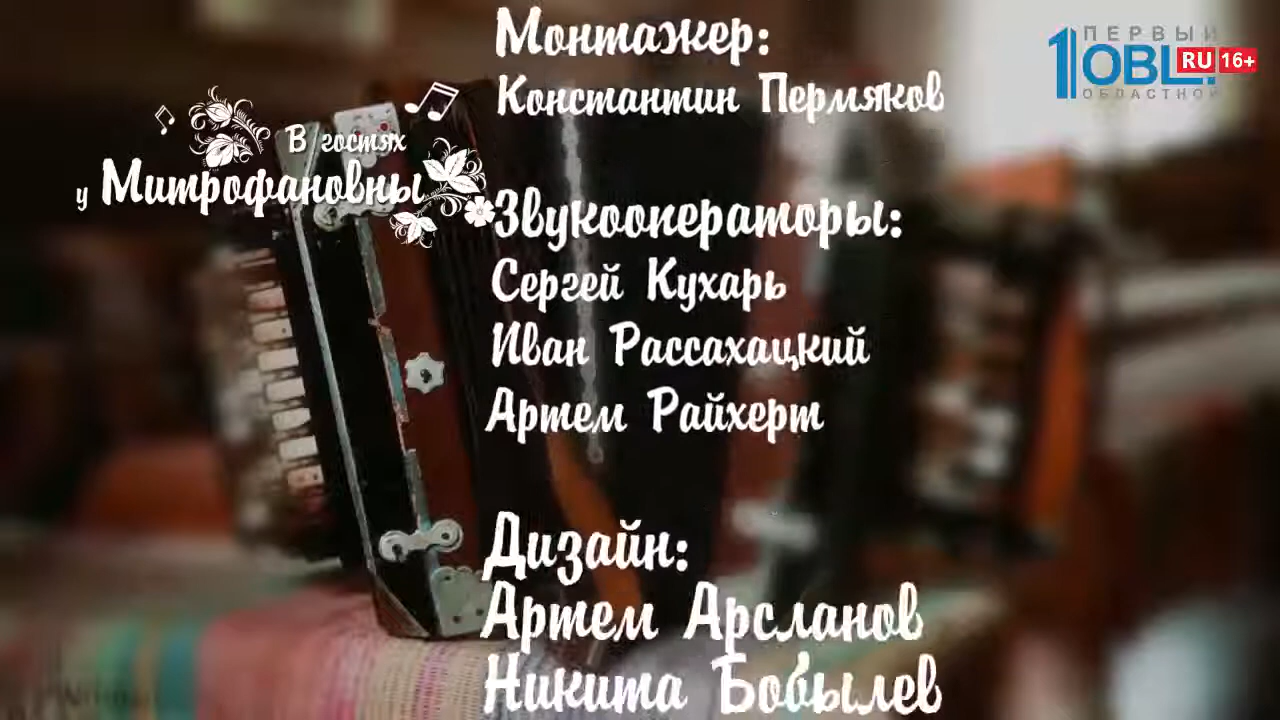 Монтажер:
Константин Пермяков
В гостях
у Митрофановны
Звукооператоры:
Сергей Кухарь
Иван Рассахацкий
Артем Райхерт
Дизайн:
Артем Арсланов
Никита Бобылев
ПЕРВЫЙ
1OBL.
RU 16+
ОБЛАСТНОЙ